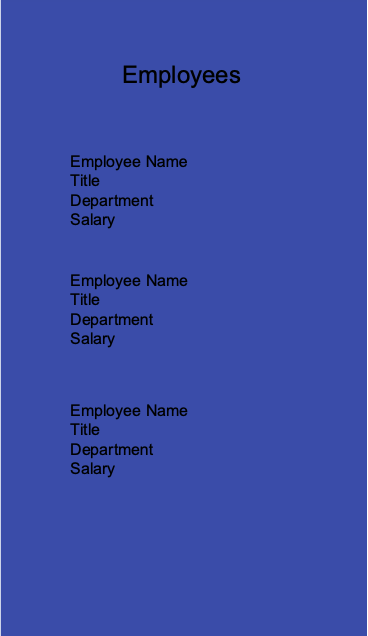 Employees
Employee Name
Title
Department
Salary
Employee Name
Title
Department
Salary
Employee Name
Title
Department
Salary